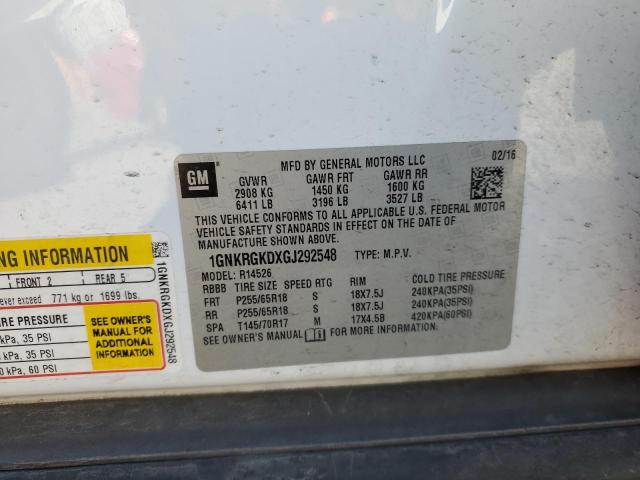 GM
MFD BY GENERAL MOTORS LLC
02/16
GVWR GAWR FRT GAWR RR
2908 KG 1450 KG 1600 KG
6411 LB 3196 LB 3527 LB
THIS VEHICLE CONFORMS TO ALL APPLICABLE U.S. FEDERAL MOTOR
VEHICLE SAFETY STANDARDS IN EFFECT ON THE DATE OF
MANUFACTURE SHOWN ABOVE.
1GNKRGKDXGJ292548 TYPE: M.P.V.
MODEL: R14526
RBBB TIRE SIZE SPEED RTG RIM COLD TIRE PRESSURE
FRT P255/65R18 S 18X7.5J 240KPA(35PSI)
RR P255/65R18 S 18X7.5J 240KPA(35PSI)
SPA T145/70R17 M 17X4.5B 420KPA(60PSI)
SEE OWNER'S MANUAL FOR MORE INFORMATION.
INFORMATION
FRONT 2 REAR 5
exceed 771 kg or 1699 lbs.
PRESSURE
kPa, 35 PSI
kPa, 35 PSI
kPa, 60 PSI
SEE OWNER'S
MANUAL FOR
ADDITIONAL
INFORMATION
1GNKRGKDXGJ292548